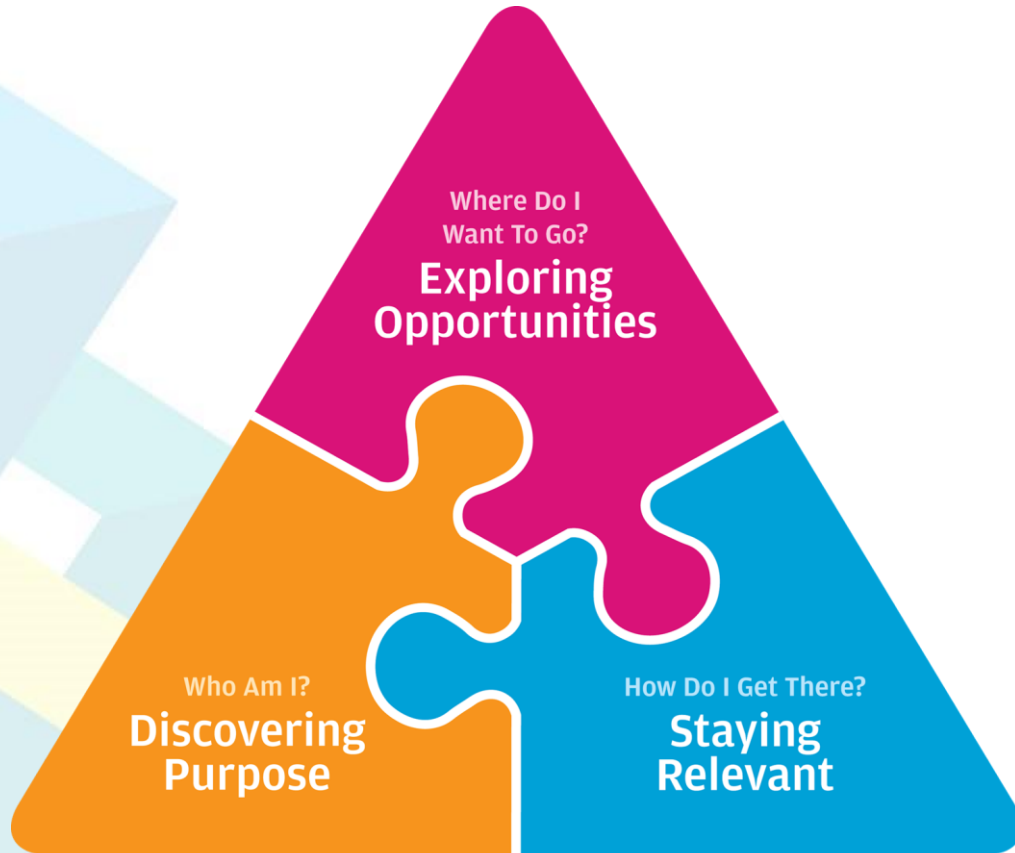 Where Do I
Want To Go?
Exploring
Opportunities
Who Am I?
Discovering
Purpose
How Do I Get There?
Staying
Relevant